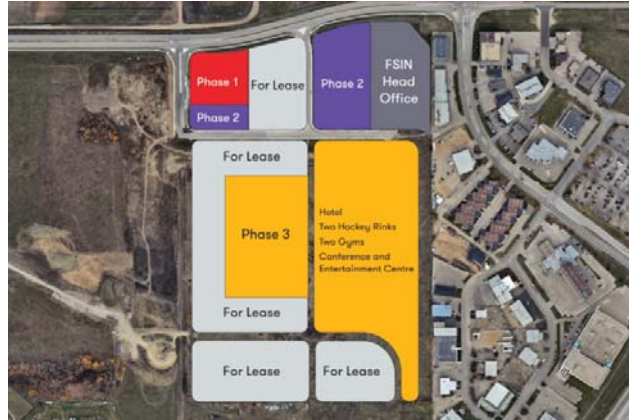 Phase 1
Phase 2
For Lease
Phase 2
FSIN
Head
Office
For Lease
Phase 3
For Lease
Hotel
Two Hockey Rinks
Two Gyms
Conference and
Entertainment Centre
For Lease
For Lease